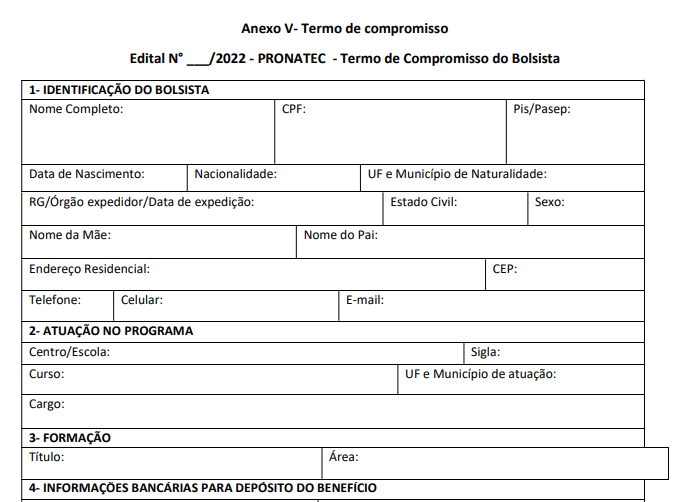 Anexo V- Termo de compromisso
Edital N° ___/2022 - PRONATEC - Termo de Compromisso do Bolsista
1- IDENTIFICAÇÃO DO BOLSISTA
Nome Completo: CPF: Pis/Pasep:
Data de Nascimento: Nacionalidade: UF e Município de Naturalidade:
RG/Órgão expedidor/Data de expedição: Estado Civil: Sexo:
Nome da Mãe: Nome do Pai:
Endereço Residencial: CEP:
Telefone: Celular: E-mail:
2- ATUAÇÃO NO PROGRAMA
Centro/Escola: Sigla:
Curso: UF e Município de atuação:
Cargo:
3- FORMAÇÃO
Título: Área:
4- INFORMAÇÕES BANCÁRIAS PARA DEPÓSITO DO BENEFÍCIO